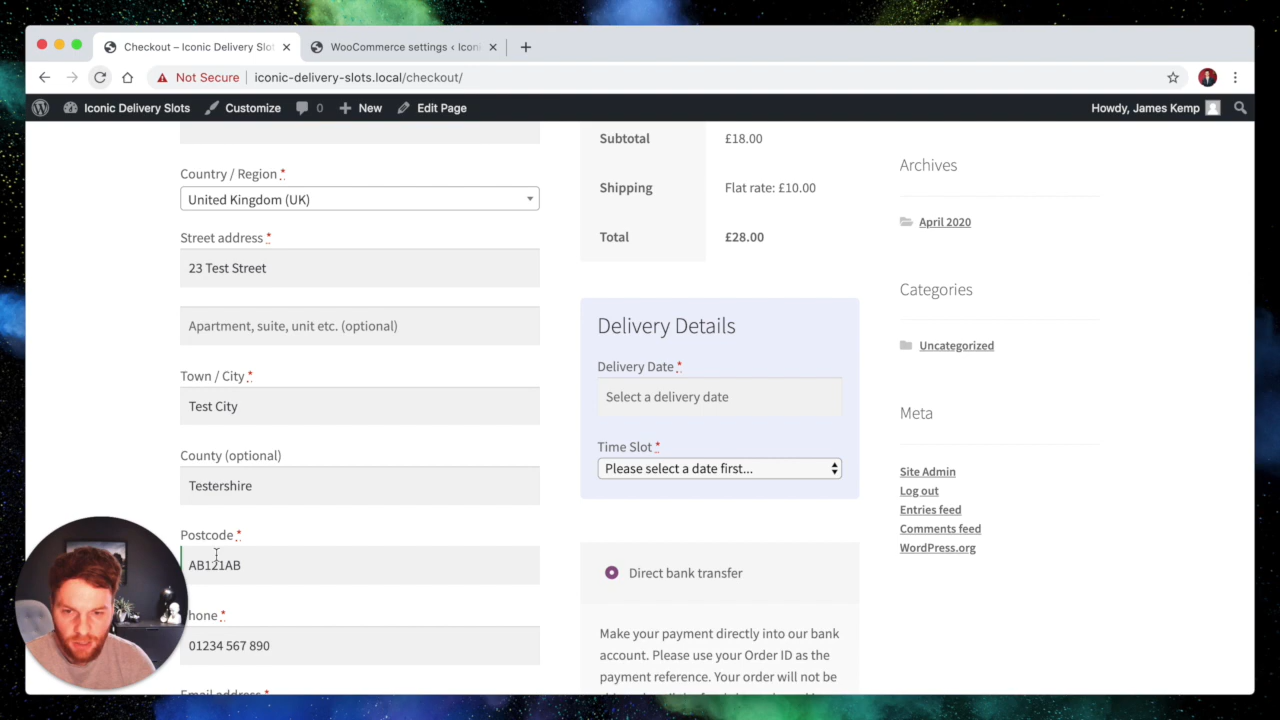 Checkout – Iconic Delivery Slot
WooCommerce settings ‹ Iconi
Not Secure
iconic-delivery-slots.local/checkout/
Iconic Delivery Slots
Customize
0
New
Edit Page
Howdy, James Kemp
Country / Region *
United Kingdom (UK)
Street address *
23 Test Street
Apartment, suite, unit etc. (optional)
Town / City *
Test City
County (optional)
Testershire
Postcode *
AB121AB
hone *
01234 567 890
Email address *
Subtotal £18.00
Shipping Flat rate: £10.00
Total £28.00
Delivery Details
Delivery Date *
Select a delivery date
Time Slot *
Please select a date first...
Direct bank transfer
Make your payment directly into our bank
account. Please use your Order ID as the
payment reference. Your order will not be
Archives
April 2020
Categories
Uncategorized
Meta
Site Admin
Log out
Entries feed
Comments feed
WordPress.org